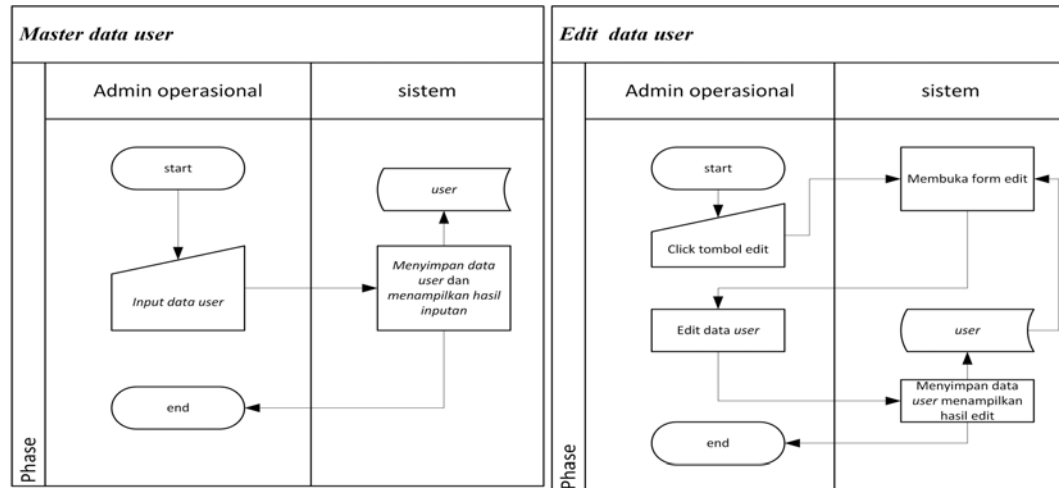 Master data user
Admin operasional
sistem
start
user
Input data user
Menyimpan data
user dan
menampilkan hasil
inputan
end
Phase
Edit data user
Admin operasional
sistem
start
Membuka form edit
Click tombol edit
Edit data user
user
Menyimpan data
user menampilkan
hasil edit
end
Phase